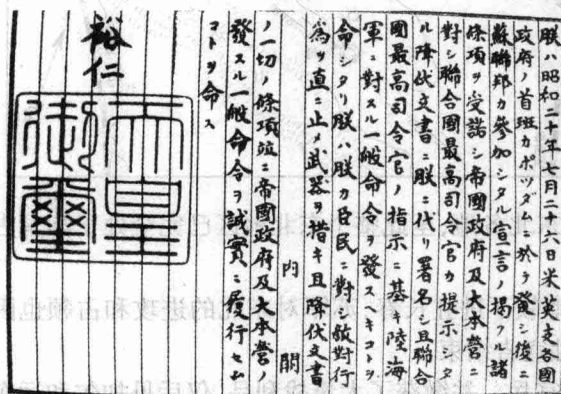 朕ハ昭和二十年七月二十六日米英支各國
政府ノ首班カポツダムニ於テ發シ後ニ
蘇聯邦カ參加シタル宣言ノ掲クル諸
條項ヲ受諾シ帝國政府及大本營ニ
對シ聯合國最高司令官カ提示シタ
ル降伏文書ニ朕ニ代リ署名シ且聯合
國最高司令官ノ指示ニ基キ陸海
軍ニ對スル一般命令ヲ發スヘキコトヲ
命シタリ朕ハ朕カ臣民ニ對シ敵對行
爲ヲ直ニ止メ武器ヲ措キ且降伏文書
内閣
ノ一切ノ條項竝ニ帝國政府及大本營ノ
發スル一般命令ヲ誠實ニ履行セム
コトヲ命ス
裕仁
天皇
御璽